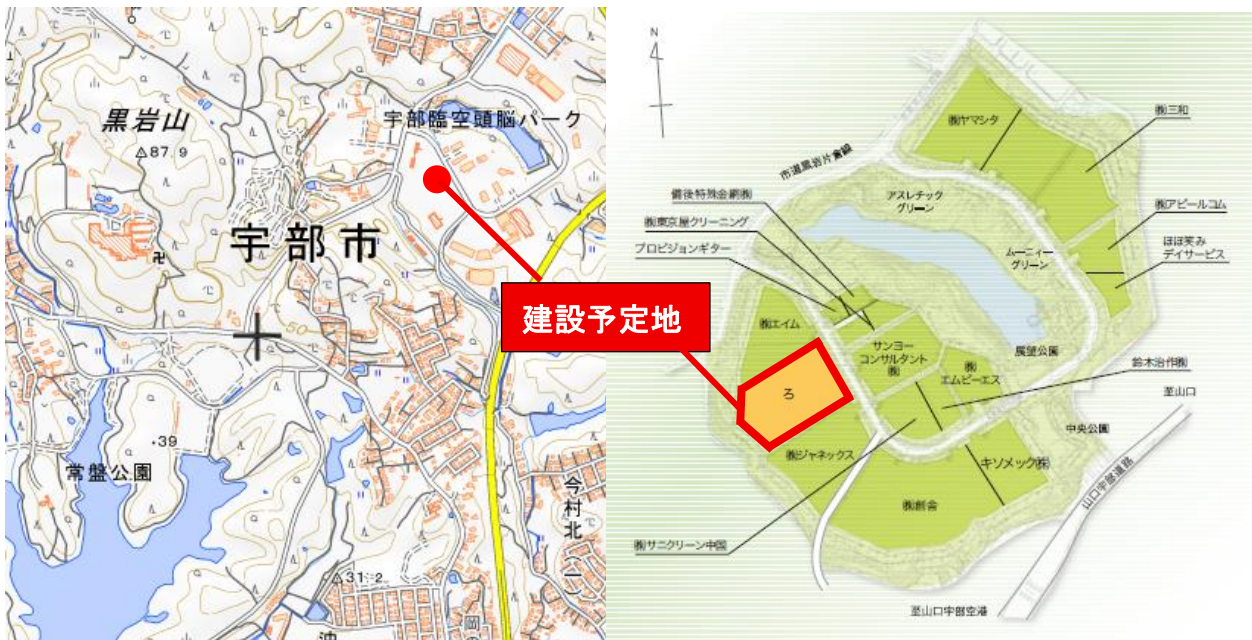 黒岩山
△87.9
宇部臨空頭脳パーク
宇部市
50
・39
常盤公園
△31.2
今村北(一)
建設予定地
N
㈱ヤマシタ
㈱三和
市道黒岩片倉線
備後特殊金網㈱
㈱東京屋クリーニング
プロビジョンギター
アスレチック
グリーン
㈱アピールコム
ムーニィー
グリーン
ほほ笑み
デイサービス
㈱エイム
サンヨー
コンサルタント
㈱
㈱
エムビーエス
展望公園
鈴木治作㈱
至山口
ろ
中央公園
㈱ジャネックス
キソメック㈱
山口宇部道路
㈱創舎
㈱サニクリーン中国
至山口宇部空港